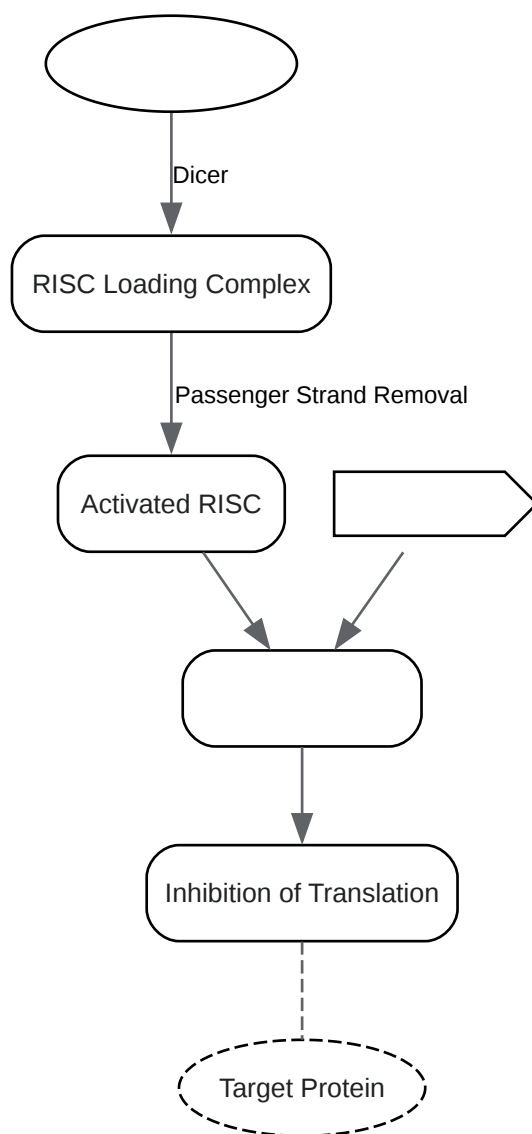 Dicer
RISC Loading Complex
Passenger Strand Removal
Activated RISC
Inhibition of Translation
Target Protein